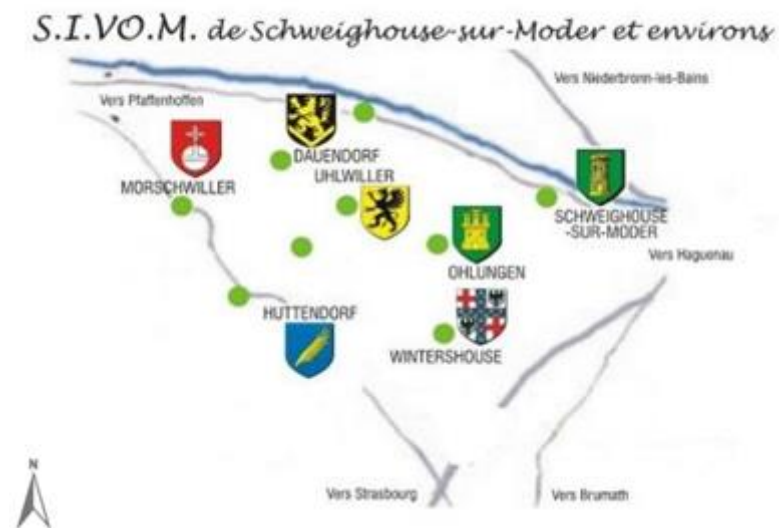 S.I.VO.M. de Schweighouse-sur-Moder et environs
Vers Niederbronn-les-Bains
Vers Pfaffenhoffen
DAUENDORF
UHLWILLER
MORSCHWILLER
SCHWEIGHOUSE
-SUR-MODER
Vers Haguenau
OHLUNGEN
HUTTENDORF
WINTERSHOUSE
Vers Strasbourg
Vers Brumath
N